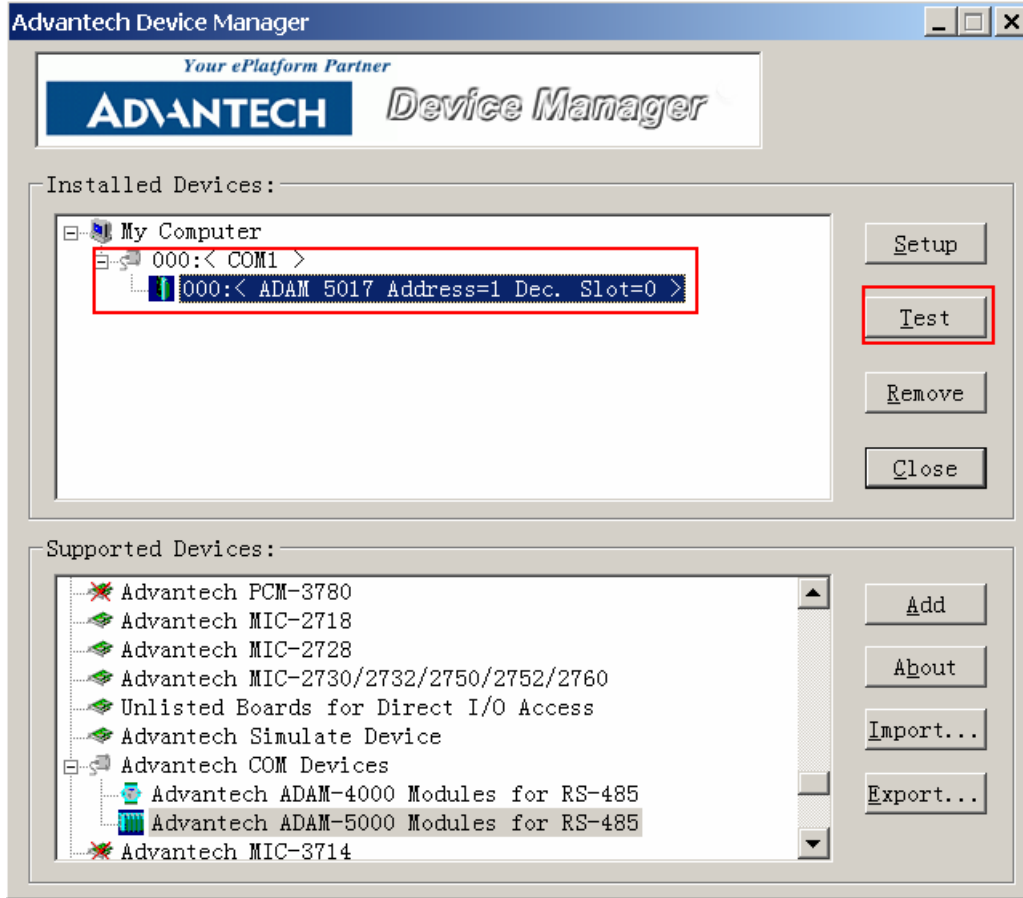 Advantech Device Manager
Your ePlatform Partner
ADVANTECH Device Manager
Installed Devices:
My Computer
000:< COM1 >
000:< ADAM 5017 Address=1 Dec. Slot=0 >
Setup
Test
Remove
Close
Supported Devices:
Advantech PCM-3780
Advantech MIC-2718
Advantech MIC-2728
Advantech MIC-2730/2732/2750/2752/2760
Unlisted Boards for Direct I/O Access
Advantech Simulate Device
Advantech COM Devices
Advantech ADAM-4000 Modules for RS-485
Advantech ADAM-5000 Modules for RS-485
Advantech MIC-3714
Add
About
Import...
Export...